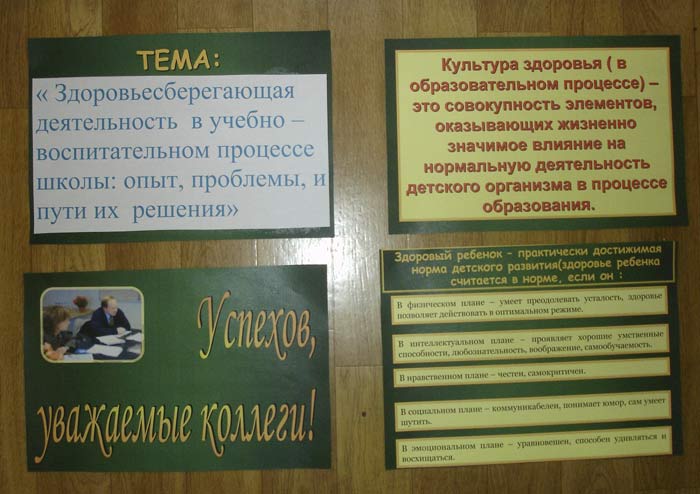 ТЕМА:
« Здоровьесберегающая
деятельность в учебно –
воспитательном процессе
школы: опыт, проблемы, и
пути их решения»
Культура здоровья ( в
образовательном процессе) –
это совокупность элементов,
оказывающих жизненно
значимое влияние на
нормальную деятельность
детского организма в процессе
образования.
Успехов,
уважаемые коллеги!
Здоровый ребенок – практически достижимая
норма детского развития(здоровье ребенка
считается в норме, если он :
В физическом плане – умеет преодолевать усталость, здоровье
позволяет действовать в оптимальном режиме.
В интеллектуальном плане – проявляет хорошие умственные
способности, любознательность, воображение, самообучаемость.
В нравственном плане – честен, самокритичен.
В социальном плане – коммуникабелен, понимает юмор, сам умеет
шутить.
В эмоциональном плане – уравновешен, способен удивляться и
восхищаться.